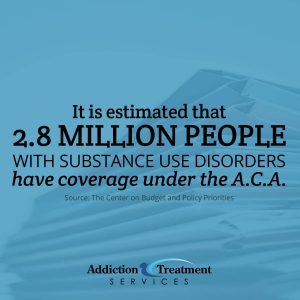 It is estimated that
2.8 MILLION PEOPLE
WITH SUBSTANCE USE DISORDERS
have coverage under the A.C.A.
Source: The Center on Budget and Policy Priorities
Addiction Treatment
SERVICES